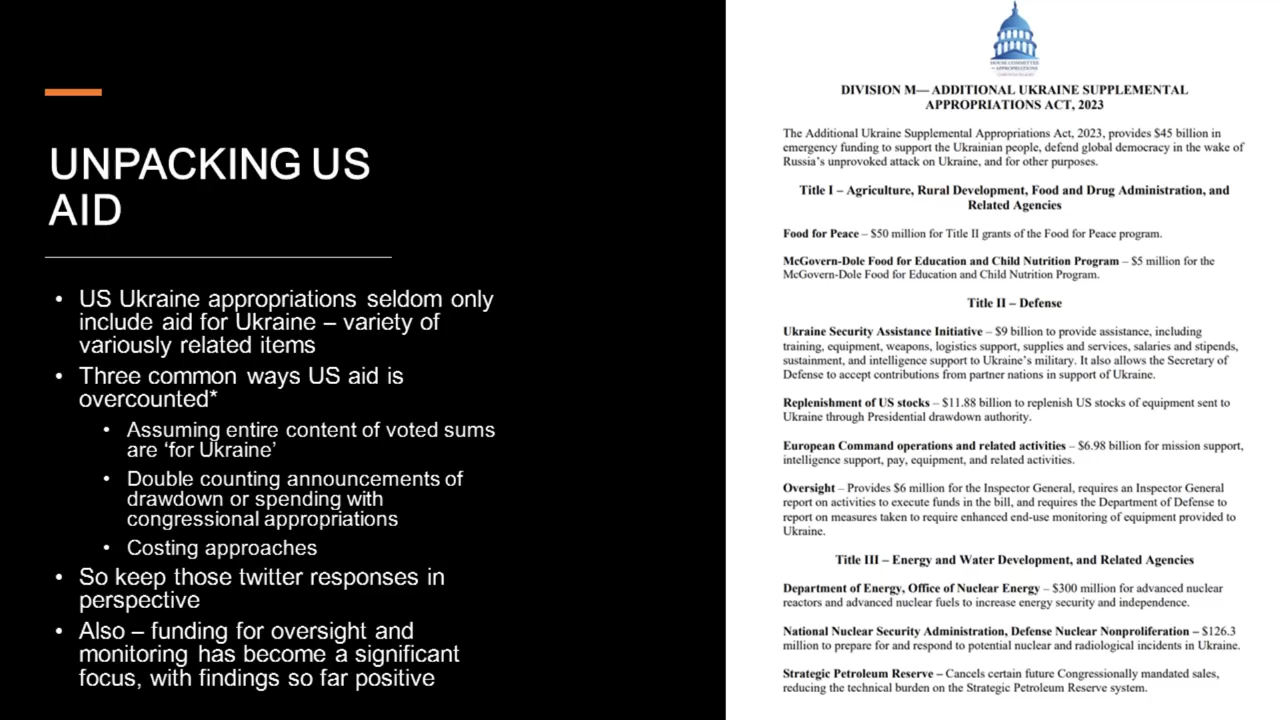 UNPACKING US
AID
• US Ukraine appropriations seldom only
include aid for Ukraine – variety of
variously related items
• Three common ways US aid is
overcounted*
• Assuming entire content of voted sums
are ‘for Ukraine’
• Double counting announcements of
drawdown or spending with
congressional appropriations
• Costing approaches
• So keep those twitter responses in
perspective
• Also – funding for oversight and
monitoring has become a significant
focus, with findings so far positive
HOUSE COMMITTEE
APPROPRIATIONS
DIVISION M— ADDITIONAL UKRAINE SUPPLEMENTAL
APPROPRIATIONS ACT, 2023
The Additional Ukraine Supplemental Appropriations Act, 2023, provides $45 billion in
emergency funding to support the Ukrainian people, defend global democracy in the wake of
Russia’s unprovoked attack on Ukraine, and for other purposes.
Title I – Agriculture, Rural Development, Food and Drug Administration, and
Related Agencies
Food for Peace – $50 million for Title II grants of the Food for Peace program.
McGovern-Dole Food for Education and Child Nutrition Program – $5 million for the
McGovern-Dole Food for Education and Child Nutrition Program.
Title II – Defense
Ukraine Security Assistance Initiative – $9 billion to provide assistance, including
training, equipment, weapons, logistics support, supplies and services, salaries and stipends,
sustainment, and intelligence support to Ukraine’s military. It also allows the Secretary of
Defense to accept contributions from partner nations in support of Ukraine.
Replenishment of US stocks – $11.88 billion to replenish US stocks of equipment sent to
Ukraine through Presidential drawdown authority.
European Command operations and related activities – $6.98 billion for mission support,
intelligence support, pay, equipment, and related activities.
Oversight – Provides $6 million for the Inspector General, requires an Inspector General
report on activities to execute funds in the bill, and requires the Department of Defense to
report on measures taken to require enhanced end-use monitoring of equipment provided to
Ukraine.
Title III – Energy and Water Development, and Related Agencies
Department of Energy, Office of Nuclear Energy – $300 million for advanced nuclear
reactors and advanced nuclear fuels to increase energy security and independence.
National Nuclear Security Administration, Defense Nuclear Nonproliferation – $126.3
million to prepare for and respond to potential nuclear and radiological incidents in Ukraine.
Strategic Petroleum Reserve – Cancels certain future Congressionally mandated sales,
reducing the technical burden on the Strategic Petroleum Reserve system.